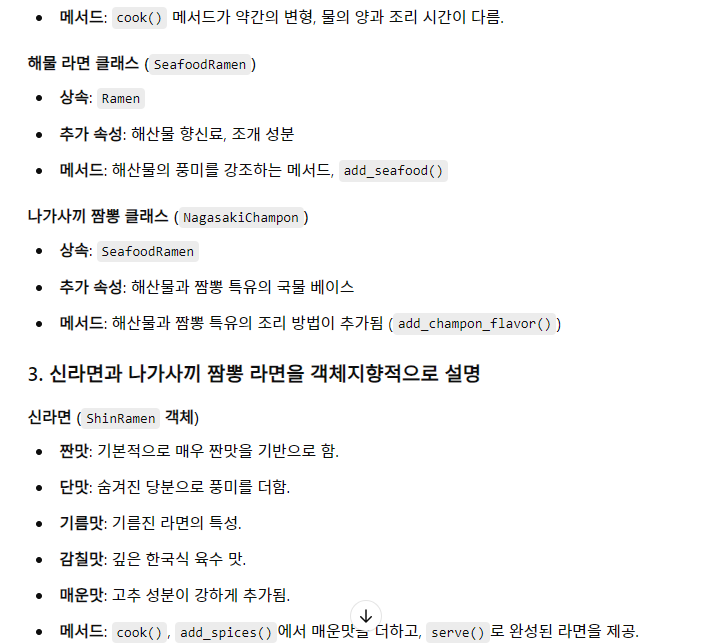 • 메서드: cook() 메서드가 약간의 변형, 물의 양과 조리 시간이 다름.
해물 라면 클래스 (SeafoodRamen)
• 상속: Ramen
• 추가 속성: 해산물 향신료, 조개 성분
• 메서드: 해산물의 풍미를 강조하는 메서드, add_seafood()
나가사끼 짬뽕 클래스 (NagasakiChampon)
• 상속: SeafoodRamen
• 추가 속성: 해산물과 짬뽕 특유의 국물 베이스
• 메서드: 해산물과 짬뽕 특유의 조리 방법이 추가됨 (add_champon_flavor())
3. 신라면과 나가사끼 짬뽕 라면을 객체지향적으로 설명
신라면 (ShinRamen 객체)
• 짠맛: 기본적으로 매우 짠맛을 기반으로 함.
• 단맛: 숨겨진 당분으로 풍미를 더함.
• 기름맛: 기름진 라면의 특성.
• 감칠맛: 깊은 한국식 육수 맛.
• 매운맛: 고추 성분이 강하게 추가됨.
• 메서드: cook(), add_spices()에서 매운맛을 더하고, serve()로 완성된 라면을 제공.